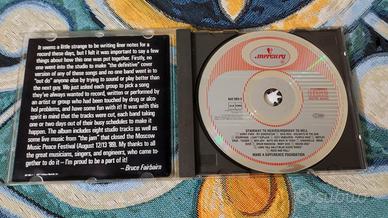 It seems a little strange to be writing liner notes for a
record these days, but I felt it was important to say a few
things about how this one was put together. Firstly, no
one went into the studio to make "the definitive" cover
version of any of these songs and no one band went in to
"out do" anyone else by trying to sound or play better than
the next guy. We just asked each group to pick a song
they've always wanted to record, written or performed by
an artist or group who had been touched by drug or alco-
hol problems, and have some fun with it! It was with this
spirit in mind that the tracks were cut, each band taking
one or two days out of their busy schedules to make it
happen. The album includes eight studio tracks as well as
some live music from "the jam" that closed the Moscow
Music Peace Festival (August 12/13 '89). My thanks to all
the great musicians, singers, and engineers, who came to-
gether to do it – I'm proud to be a part of it!
– Bruce Fairbairn
mercury
STAIRWAY TO HEAVEN/HIGHWAY TO HELL
MAKE A DIFFERENCE FOUNDATION
subito